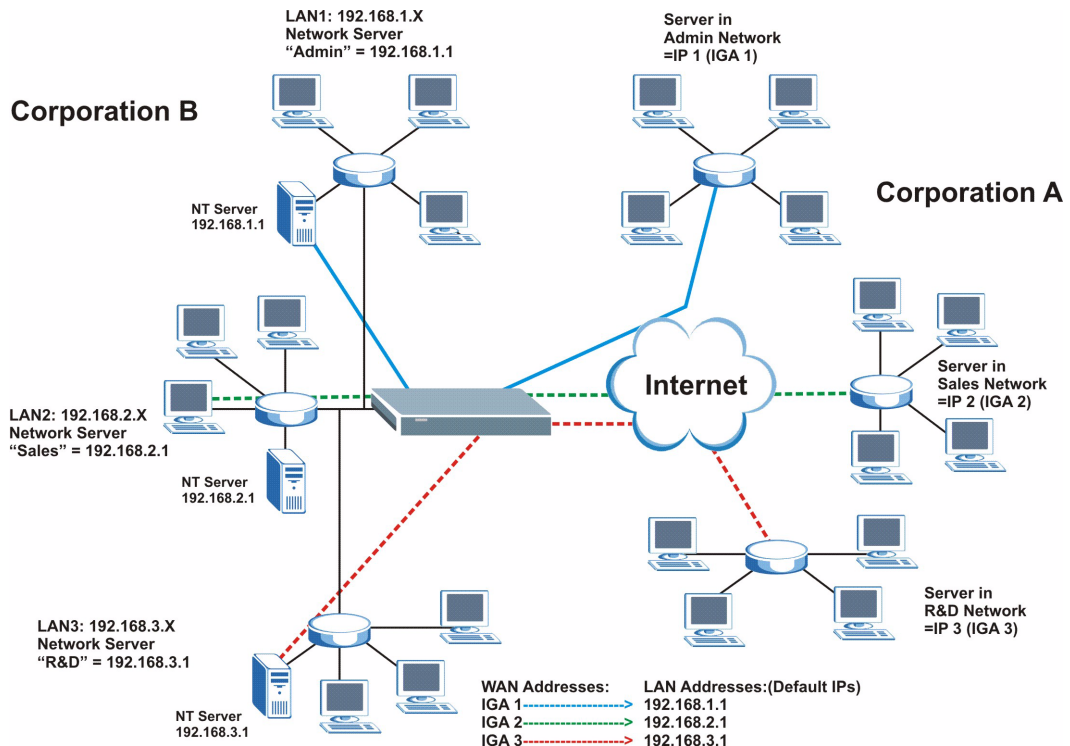 LAN1: 192.168.1.X
Network Server
“Admin” = 192.168.1.1
Server in
Admin Network
=IP 1 (IGA 1)
Corporation B
Corporation A
NT Server
192.168.1.1
Internet
Server in
Sales Network
=IP 2 (IGA 2)
LAN2: 192.168.2.X
Network Server
“Sales” = 192.168.2.1
NT Server
192.168.2.1
Server in
R&D Network
=IP 3 (IGA 3)
LAN3: 192.168.3.X
Network Server
“R&D” = 192.168.3.1
NT Server
192.168.3.1
WAN Addresses: LAN Addresses:(Default IPs)
IGA 1 192.168.1.1
IGA 2 192.168.2.1
IGA 3 192.168.3.1